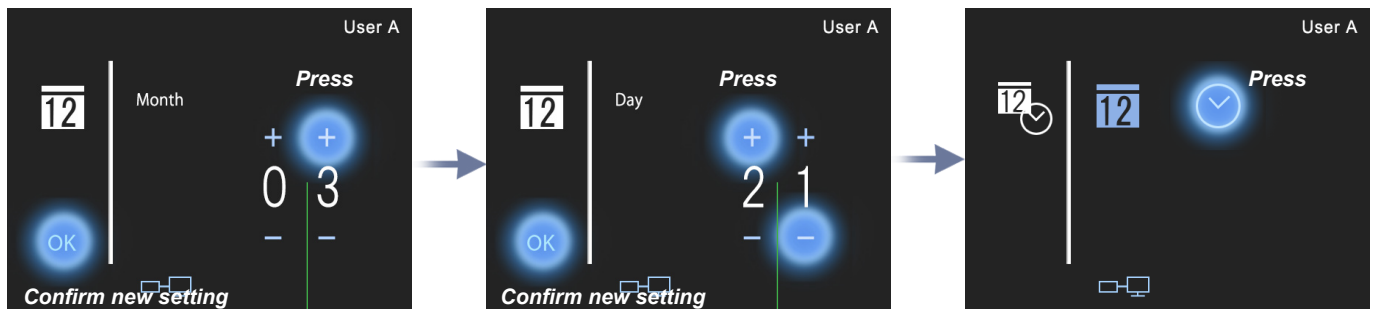 User A
Press
12
Month
+ +
0 3
OK
− −
Confirm new setting
User A
Press
12
Day
+ +
2 1
OK
− −
Confirm new setting
User A
Press
12
12